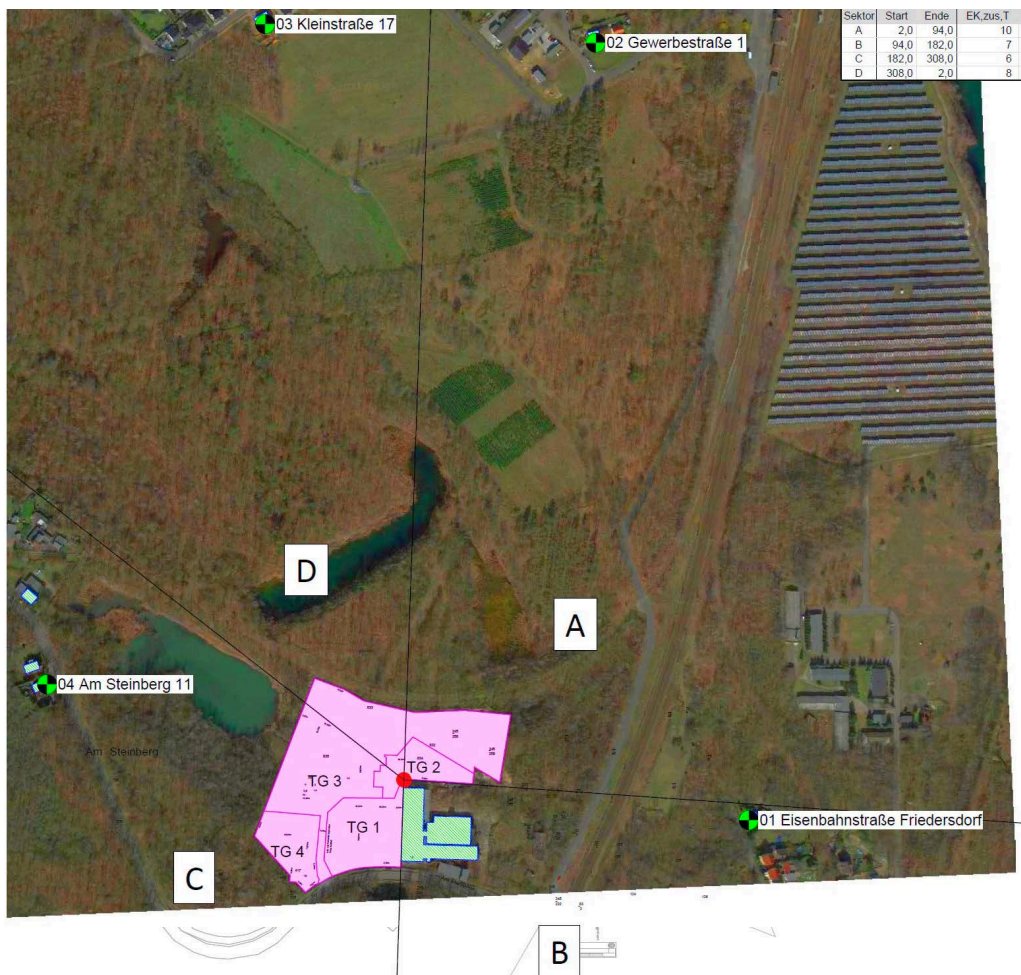 03 Kleinstraße 17
02 Gewerbestraße 1
Sektor Start Ende EK,zus,T
A 2,0 94,0 10
B 94,0 182,0 7
C 182,0 308,0 6
D 308,0 2,0 8
D
A
04 Am Steinberg 11
Am Steinberg
TG 2
TG 3
TG 1
01 Eisenbahnstraße Friedersdorf
TG 4
C
B